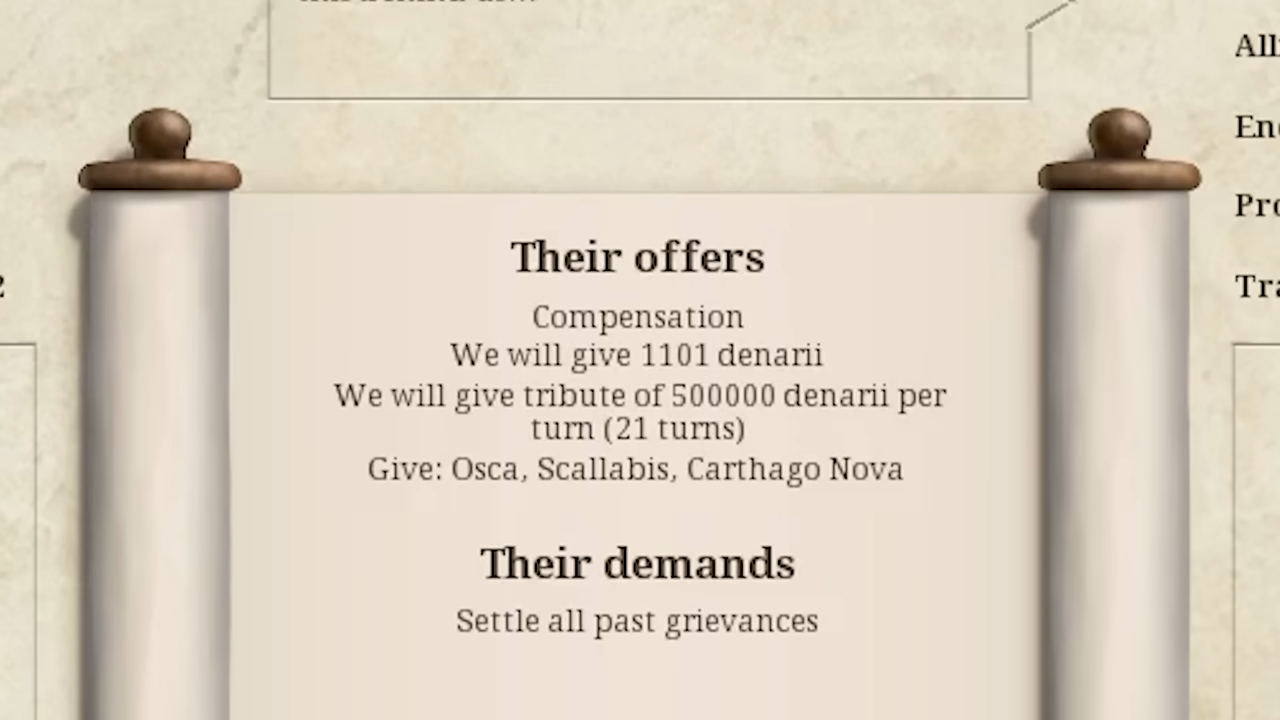 Their offers
Compensation
We will give 1101 denarii
We will give tribute of 500000 denarii per
turn (21 turns)
Give: Osca, Scallabis, Carthago Nova
Their demands
Settle all past grievances